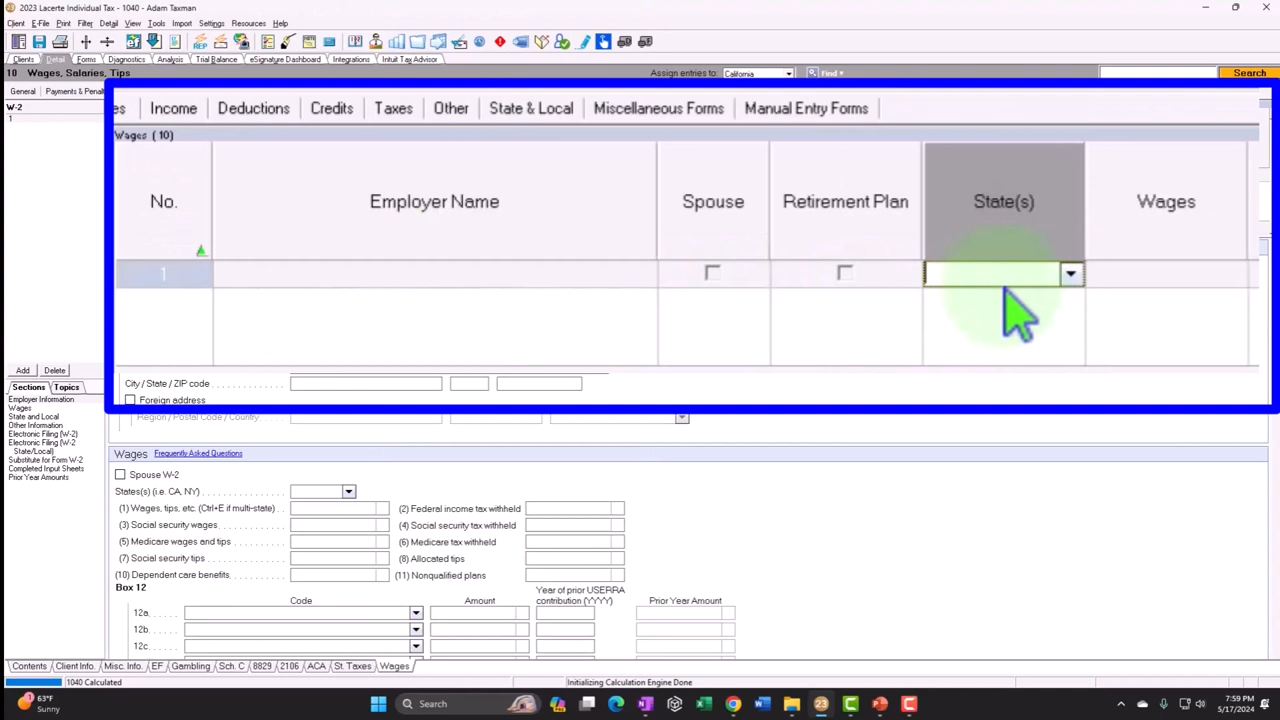 2023 Lacerte Individual Tax - 1040 - Adam Taxman
Client E-File Print Filter Detail View Tools Import Settings Resources Help
Clients Detail Forms Diagnostics Analysis Trial Balance eSignature Dashboard Integrations Intuit Tax Advisor
10 Wages, Salaries, Tips Assign entries to: California Find Search
General Payments & Penalt
W-2
1
es Income Deductions Credits Taxes Other State & Local Miscellaneous Forms Manual Entry Forms
Wages (10)
No. Employer Name Spouse Retirement Plan State(s) Wages
1
Add Delete
Sections Topics
Employer Information
Wages
State and Local
Other Information
Electronic Filing (W-2)
Electronic Filing (W-2
State/Local)
Substitute for Form W-2
Completed Input Sheets
Prior Year Amounts
City / State / ZIP code
Foreign address
Region / Postal Code / Country
Wages Frequently Asked Questions
Spouse W-2
States(s) (i.e. CA, NY)
(1) Wages, tips, etc. (Ctrl+E if multi-state) (2) Federal income tax withheld
(3) Social security wages (4) Social security tax withheld
(5) Medicare wages and tips (6) Medicare tax withheld
(7) Social security tips (8) Allocated tips
(10) Dependent care benefits (11) Nonqualified plans
Box 12
Code Amount Year of prior USERRA contribution (YYYY) Prior Year Amount
12a
12b
12c
Contents Client Info. Misc. Info. EF Gambling Sch. C 8829 2106 ACA St. Taxes Wages
1040 Calculated Initializing Calculation Engine Done
63°F
Sunny
Search
23
7:59 PM
5/17/2024